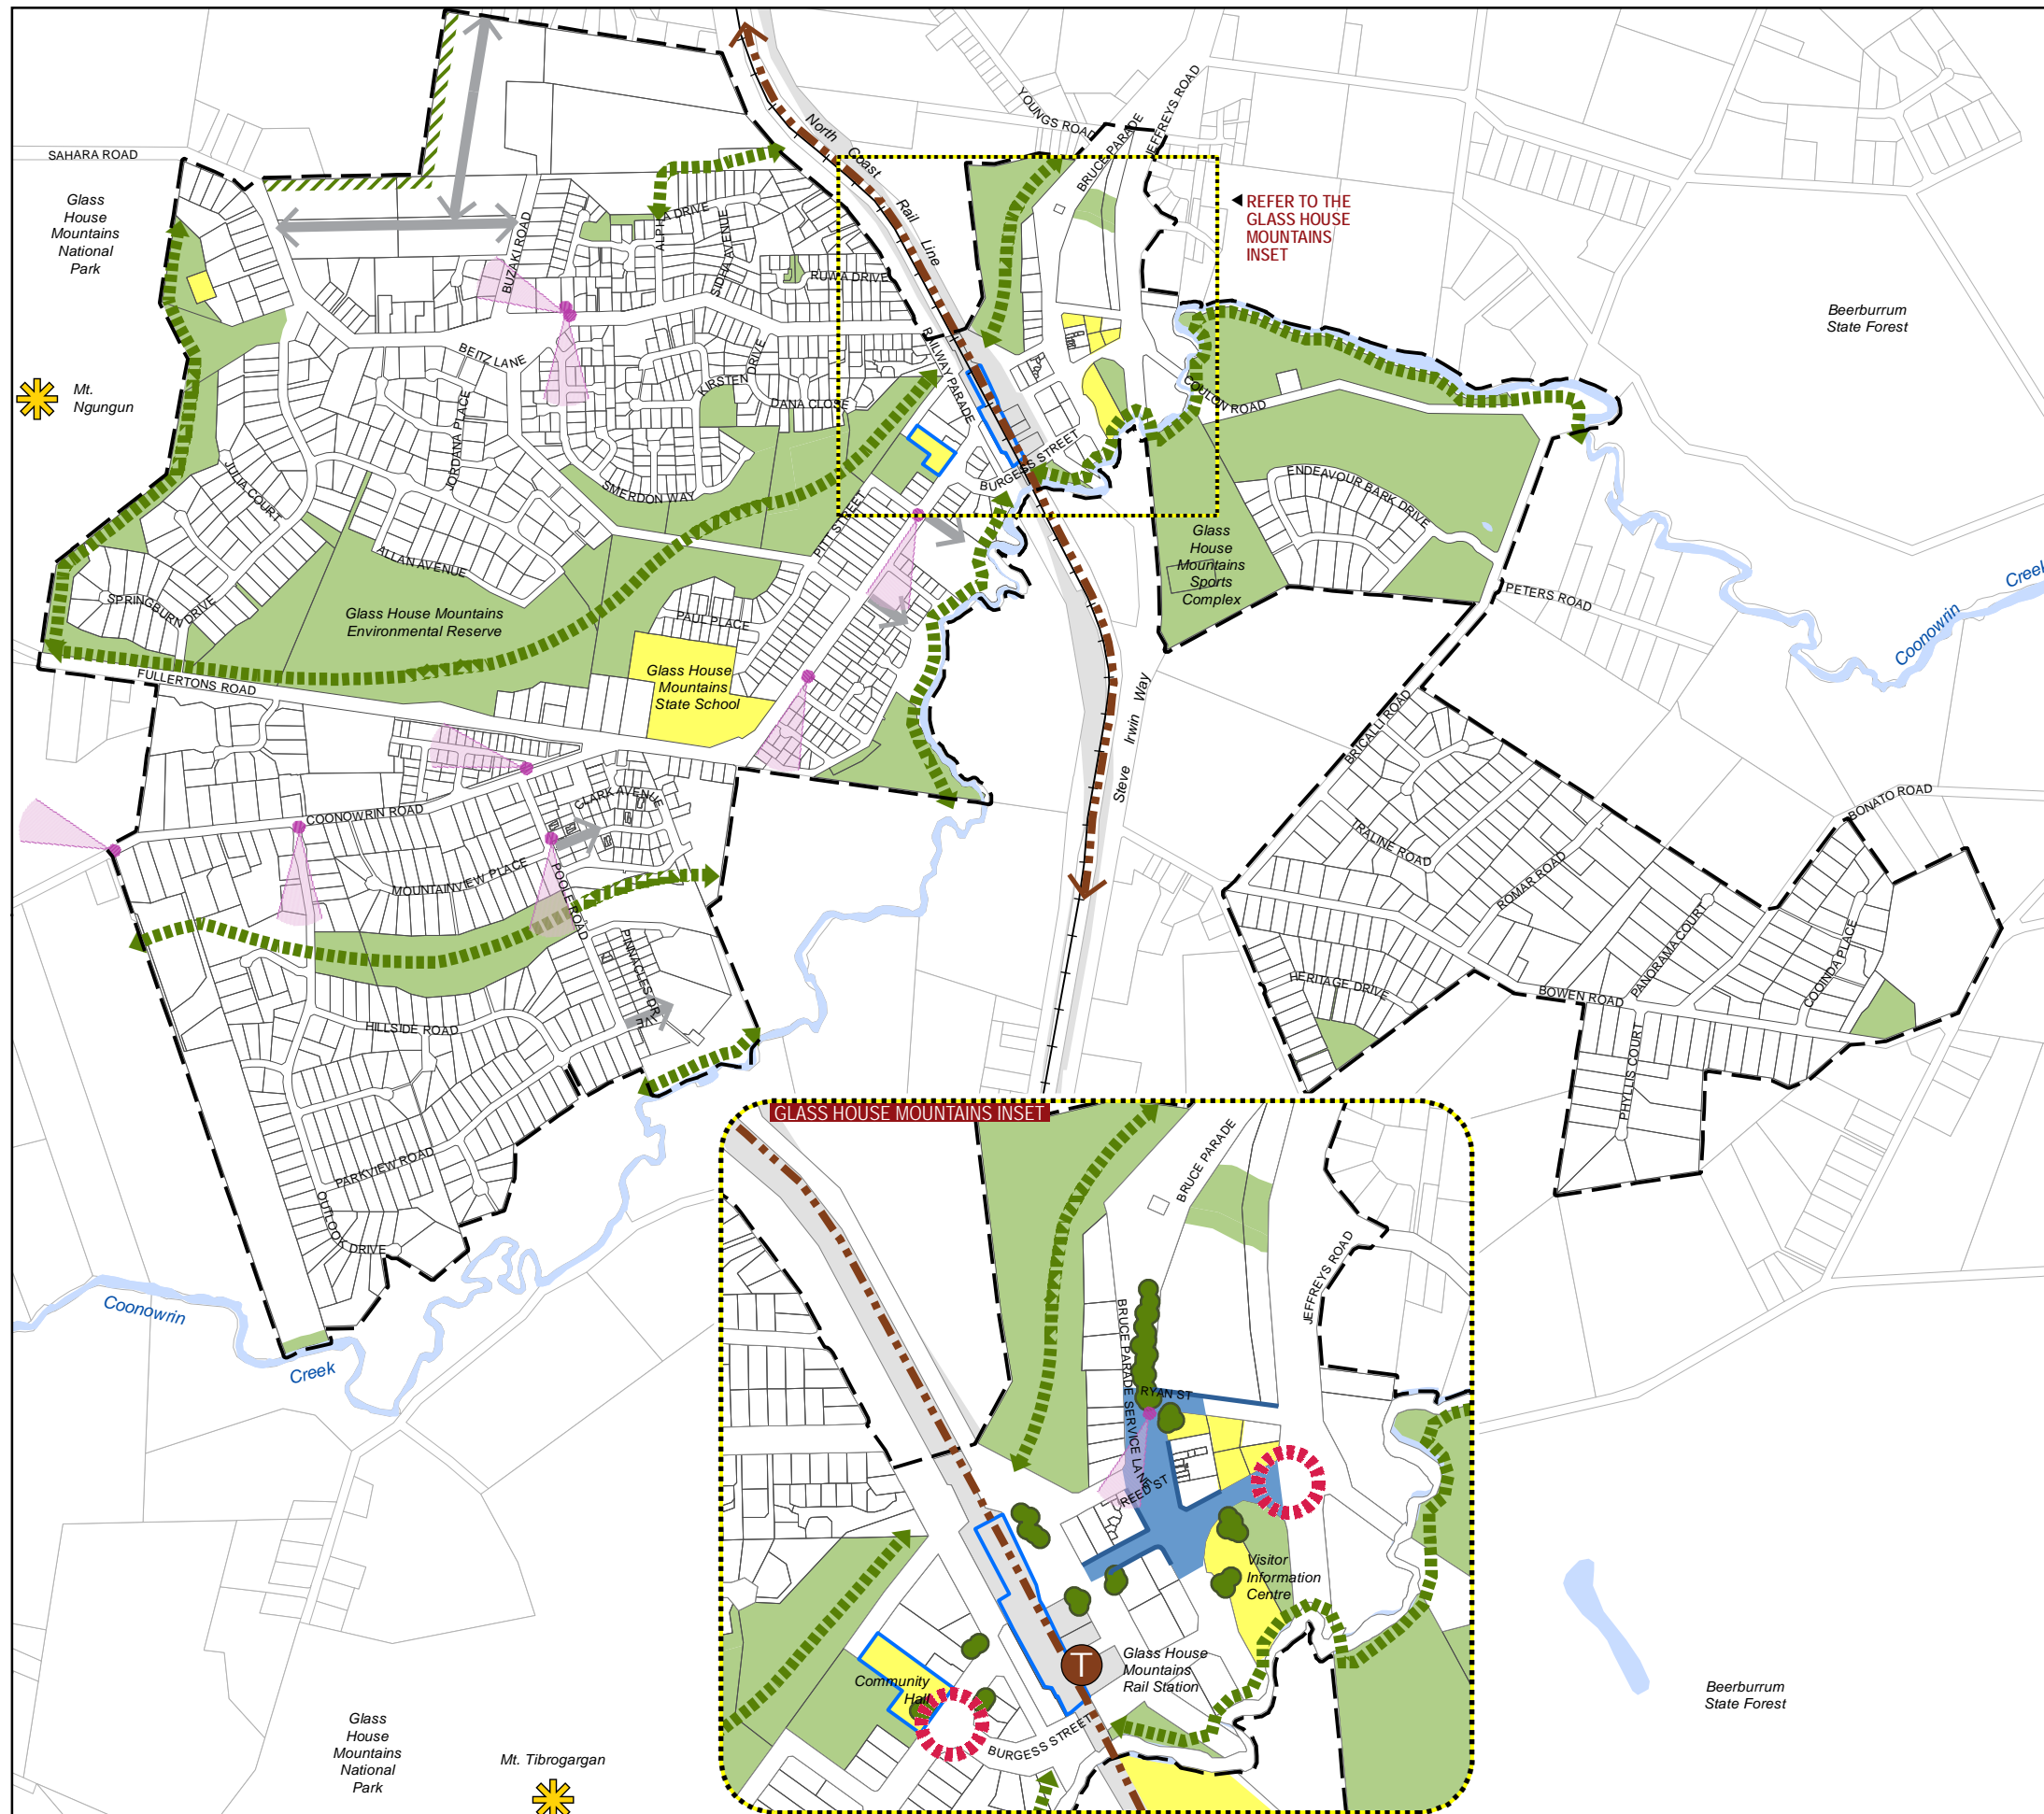 SAHARA ROAD
Glass
House
Mountains
National
Park
Mt.
Ngungun
North
Coast
Rail
Line
YOUNGS ROAD
BRUCE PARADE
JEFFREYS ROAD
REFER TO THE
GLASS HOUSE
MOUNTAINS
INSET
Beerburrum
State Forest
BUZAKI ROAD
ALPHA DRIVE
SIDHA AVENUE
RUWA DRIVE
BEITZ LANE
KIRSTEN DRIVE
DANA CLOSE
RAILWAY PARADE
COULON ROAD
JORDANA PLACE
JULIA COURT
SMERDON WAY
BURGESS STREET
ENDEAVOUR BARK DRIVE
PITT STREET
ALLAN AVENUE
SPRINGBURN DRIVE
Glass House Mountains
Environmental Reserve
PAUL PLACE
Glass
House
Mountains
Sports
Complex
PETERS ROAD
Coonowrin
Creek
FULLERTONS ROAD
Glass House
Mountains
State School
Steve Irwin Way
BRICALLI ROAD
COONOWRIN ROAD
CLARK AVENUE
MOUNTAINVIEW PLACE
POOLE ROAD
PINNACLES DRIVE
TRALINE ROAD
ROMAR ROAD
BONATO ROAD
PANORAMA COURT
COOINDA PLACE
HERITAGE DRIVE
BOWEN ROAD
PHYLLIS COURT
HILLSIDE ROAD
PARKVIEW ROAD
OUTLOOK DRIVE
Coonowrin
Creek
GLASS HOUSE MOUNTAINS INSET
BRUCE PARADE
JEFFREYS ROAD
BRUCE PARADE SERVICE LANE
RYAN ST
REED ST
Visitor
Information
Centre
T
Glass House
Mountains
Rail Station
Community
Hall
BURGESS STREET
Glass
House
Mountains
National
Park
Mt. Tibrogargan
Beerburrum
State Forest